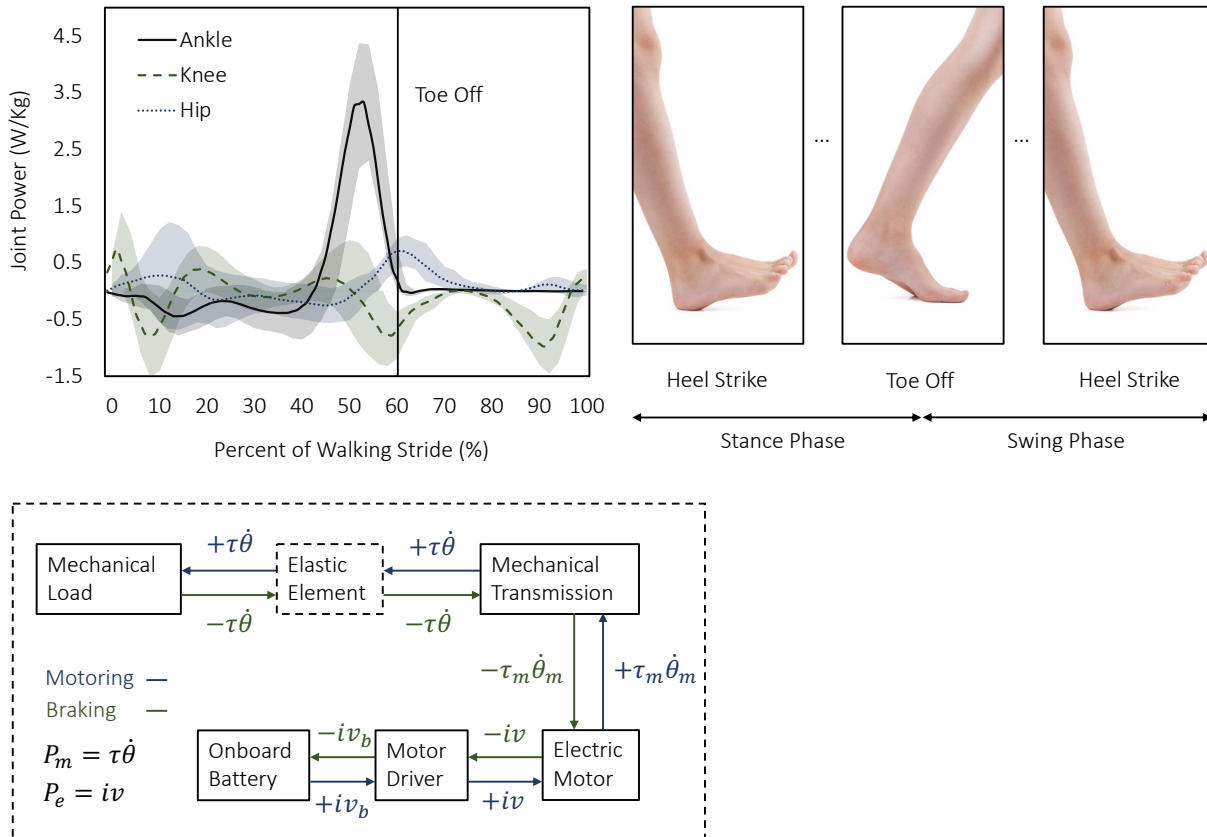 4.5
3.5
2.5
1.5
0.5
-0.5
-1.5
Joint Power (W/Kg)
Ankle
Knee
Hip
Toe Off
0 10 20 30 40 50 60 70 80 90 100
Percent of Walking Stride (%)
... ...
Heel Strike Toe Off Heel Strike
Stance Phase Swing Phase
Mechanical
Load
+τθ̇
−τθ̇
Elastic
Element
+τθ̇
−τθ̇
Mechanical
Transmission
−τₘθ̇ₘ +τₘθ̇ₘ
Motoring
Braking
Pₘ = τθ̇
Pₑ = iv
Onboard
Battery
−iv_b
+iv_b
Motor
Driver
−iv
+iv
Electric
Motor